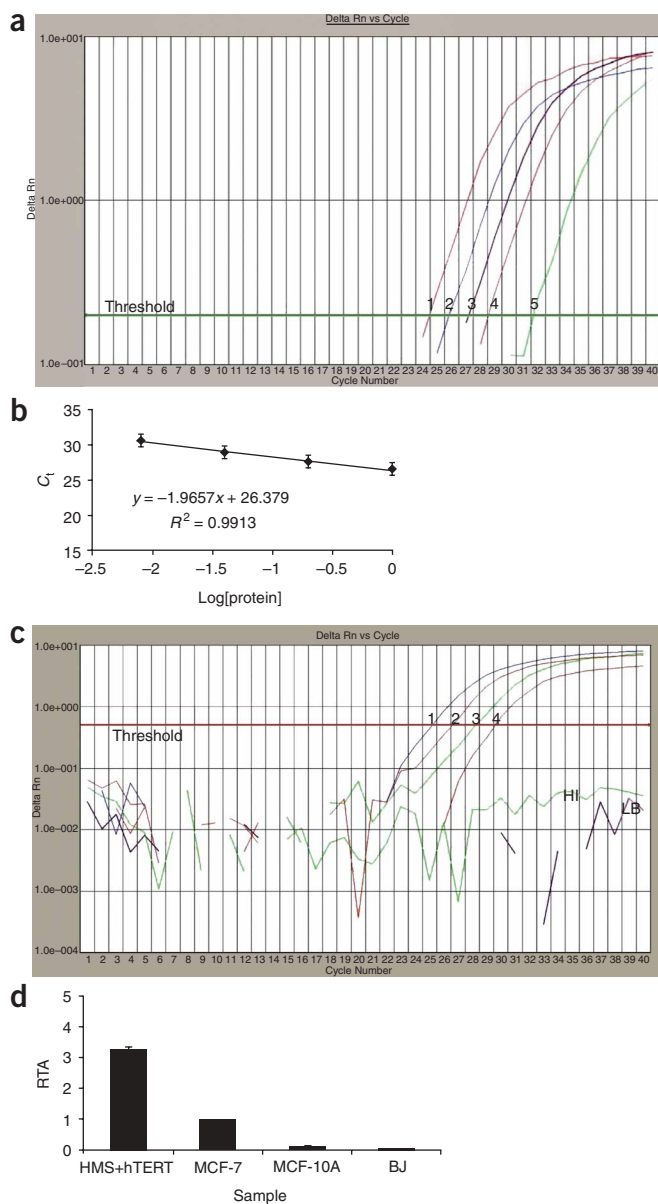 a
Delta Rn vs Cycle
1.0e+001
1.0e+000
1.0e–001
Delta Rn
Threshold
1 2 3 4 5
1 2 3 4 5 6 7 8 9 10 11 12 13 14 15 16 17 18 19 20 21 22 23 24 25 26 27 28 29 30 31 32 33 34 35 36 37 38 39 40
Cycle Number
b
35
30
25
20
15
Ct
y = –1.9657x + 26.379
R2 = 0.9913
–2.5 –2 –1.5 –1 –0.5 0
Log[protein]
c
Delta Rn vs Cycle
1.0e+001
1.0e+000
1.0e–001
1.0e–002
1.0e–003
1.0e–004
Delta Rn
Threshold
1 2 3 4
HI
LB
1 2 3 4 5 6 7 8 9 10 11 12 13 14 15 16 17 18 19 20 21 22 23 24 25 26 27 28 29 30 31 32 33 34 35 36 37 38 39 40
Cycle Number
d
5
4
3
2
1
0
RTA
HMS+hTERT MCF-7 MCF-10A BJ
Sample